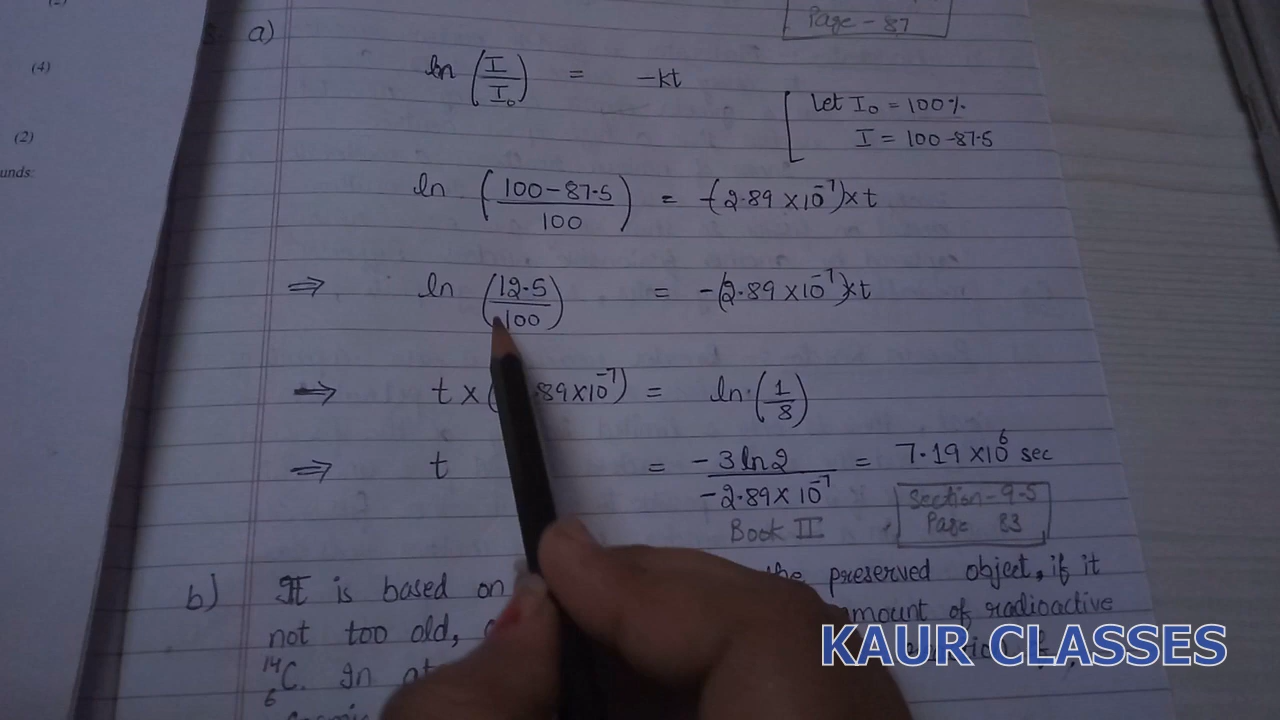 Page - 87
(4)
(2)
unds:
a)
ln (I/I₀) = -kt
[ Let I₀ = 100%
I = 100-87.5
ln (100-87.5/100) = -(2.89×10⁻⁷)×t
⇒ ln (12.5/100) = -(2.89×10⁻⁷)×t
⇒ t × ( .89×10⁻⁷) = ln (1/8)
⇒ t = -3ln2/-2.89×10⁻⁷ = 7.19×10⁶ sec
Section-9.5
Book II Page 83
b) It is based on the preserved object, if it
not too old, amount of radioactive
¹⁴₆C. In at
KAUR CLASSES